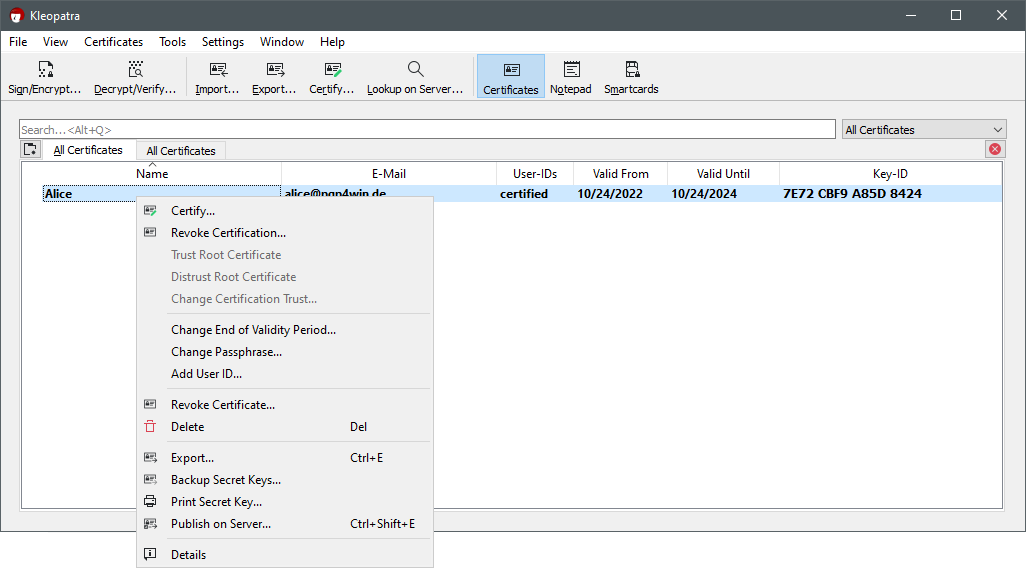 Kleopatra
File View Certificates Tools Settings Window Help
Sign/Encrypt... Decrypt/Verify... Import... Export... Certify... Lookup on Server... Certificates Notepad Smartcards
Search...<Alt+Q> All Certificates
All Certificates All Certificates
Name E-Mail User-IDs Valid From Valid Until Key-ID
Alice alice@pgp4win.de certified 10/24/2022 10/24/2024 7E72 CBF9 A85D 8424
Certify...
Revoke Certification...
Trust Root Certificate
Distrust Root Certificate
Change Certification Trust...
Change End of Validity Period...
Change Passphrase...
Add User ID...
Revoke Certificate...
Delete Del
Export... Ctrl+E
Backup Secret Keys...
Print Secret Key...
Publish on Server... Ctrl+Shift+E
Details